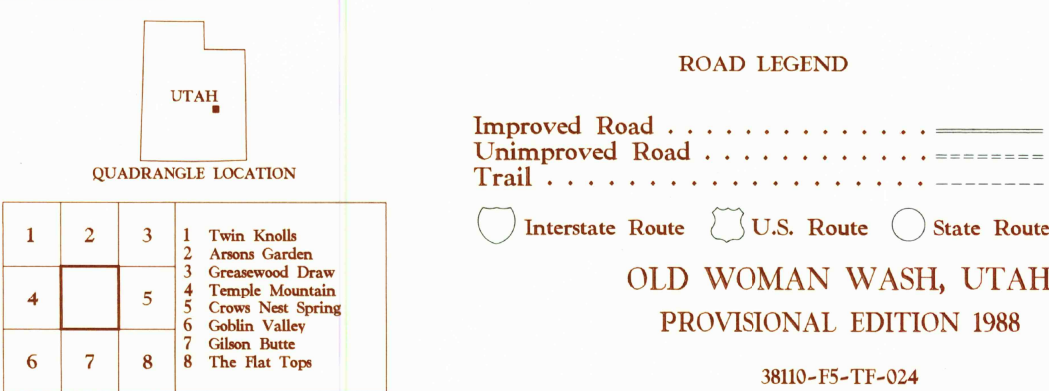 UTAH
QUADRANGLE LOCATION
1 2 3
4 5
6 7 8
1 Twin Knolls
2 Arsons Garden
3 Greasewood Draw
4 Temple Mountain
5 Crows Nest Spring
6 Goblin Valley
7 Gilson Butte
8 The Flat Tops
ROAD LEGEND
Improved Road
Unimproved Road
Trail
Interstate Route U.S. Route State Route
OLD WOMAN WASH, UTAH
PROVISIONAL EDITION 1988
38110-F5-TF-024